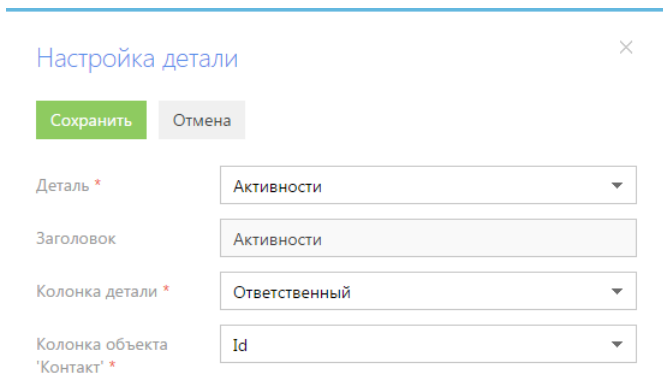 Настройка детали
Сохранить Отмена
Деталь * Активности
Заголовок Активности
Колонка детали * Ответственный
Колонка объекта Id
'Контакт' *